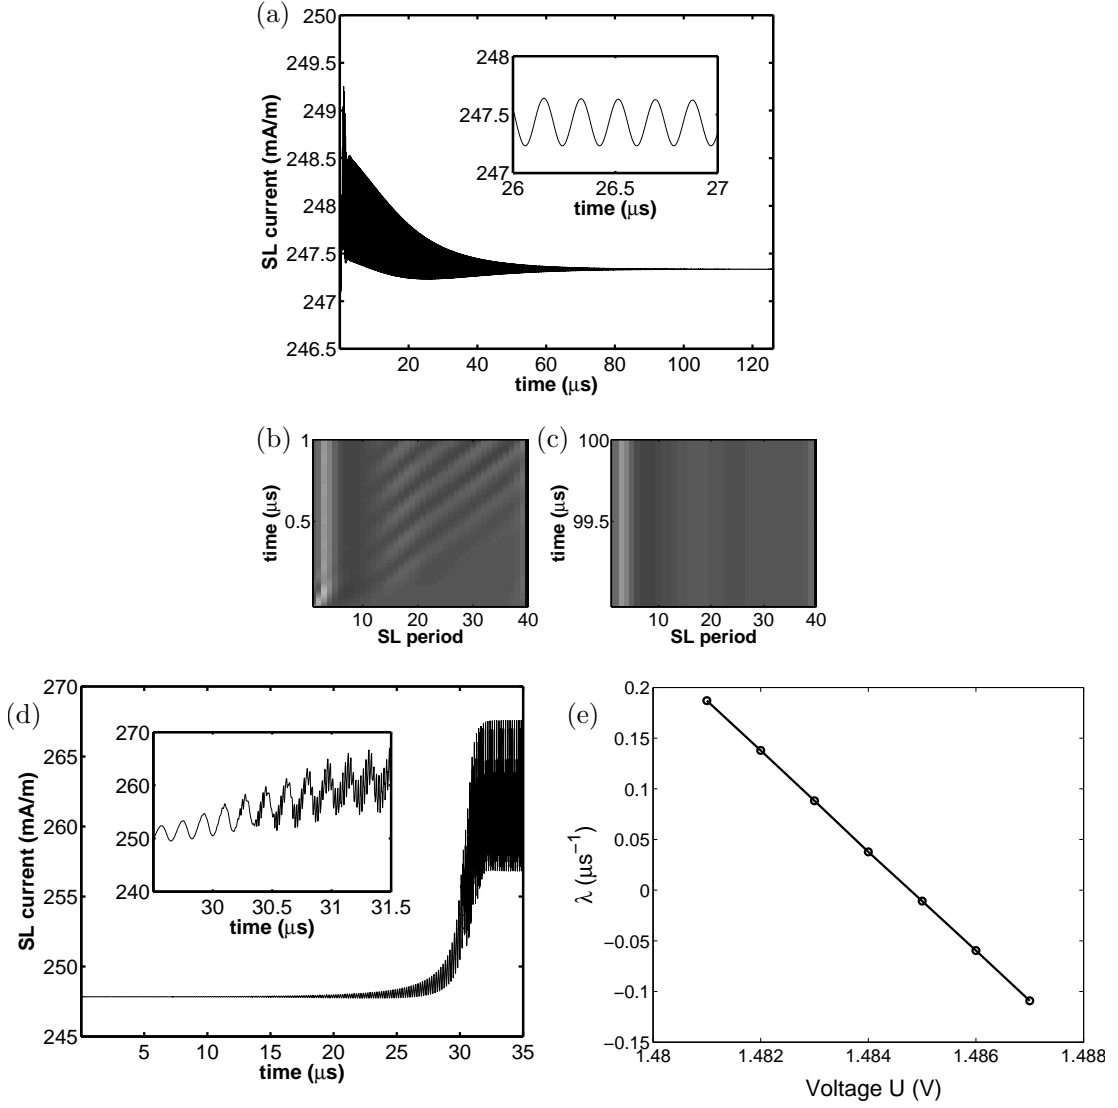 (a)
250
249.5
249
248.5
248
247.5
247
246.5
SL current (mA/m)
20 40 60 80 100 120
time (μs)
248
247.5
247
26 26.5 27
time (μs)
(b)
1
0.5
time (μs)
10 20 30 40
SL period
(c)
100
99.5
time (μs)
10 20 30 40
SL period
(d)
270
265
260
255
250
245
SL current (mA/m)
5 10 15 20 25 30 35
time (μs)
270
260
250
240
30 30.5 31 31.5
time (μs)
(e)
0.2
0.15
0.1
0.05
0
−0.05
−0.1
−0.15
λ (μs⁻¹)
1.48 1.482 1.484 1.486 1.488
Voltage U (V)